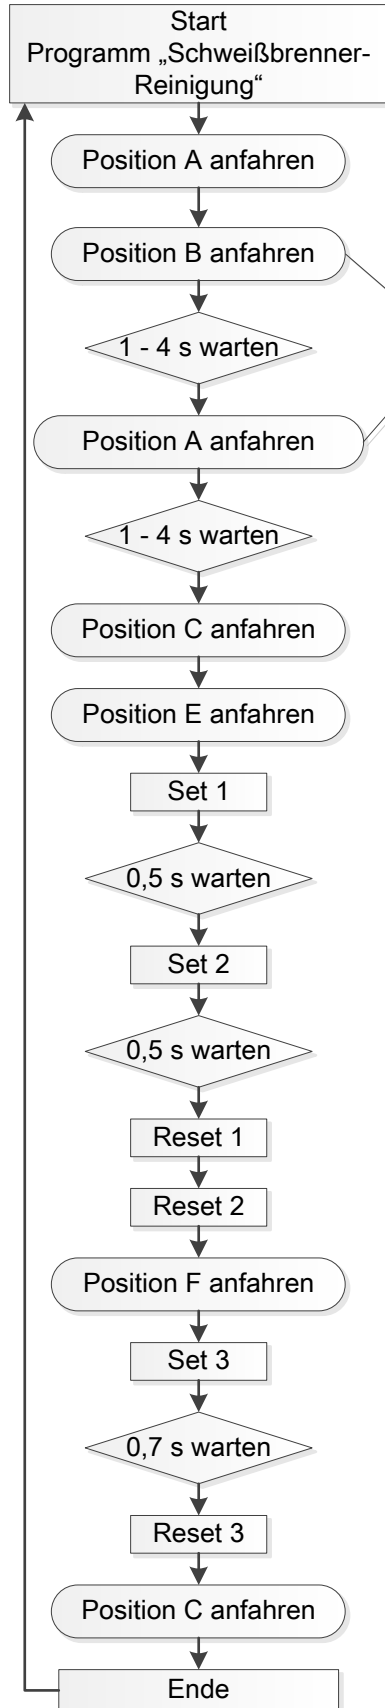 Start
Programm „Schweißbrenner-
Reinigung“
Position A anfahren
Position B anfahren
1 - 4 s warten
Position A anfahren
1 - 4 s warten
Position C anfahren
Position E anfahren
Set 1
0,5 s warten
Set 2
0,5 s warten
Reset 1
Reset 2
Position F anfahren
Set 3
0,7 s warten
Reset 3
Position C anfahren
Ende